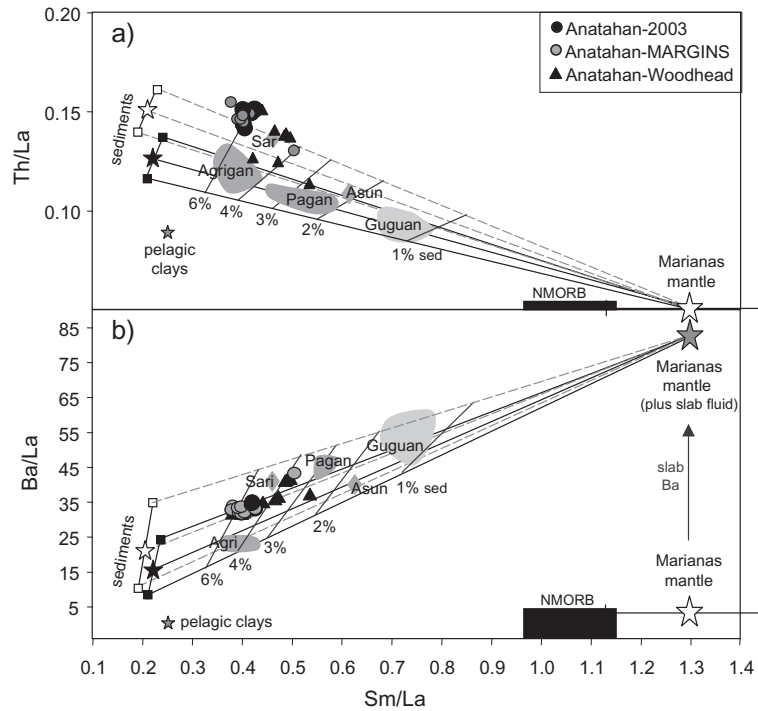 a)
Anatahan-2003
Anatahan-MARGINS
Anatahan-Woodhead
0.20
0.15
0.10
Th/La
sediments
Sar
Agrigan
Pagan
Asun
Guguan
6%
4%
3%
2%
1% sed
pelagic
clays
NMORB
Marianas
mantle
b)
85
75
65
55
45
35
25
15
5
Ba/La
sediments
Sari
Pagan
Guguan
Asun
Agri
6%
4%
3%
2%
1% sed
pelagic clays
NMORB
Marianas
mantle
(plus slab fluid)
slab
Ba
Marianas
mantle
0.1 0.2 0.3 0.4 0.5 0.6 0.7 0.8 0.9 1.0 1.1 1.2 1.3 1.4
Sm/La